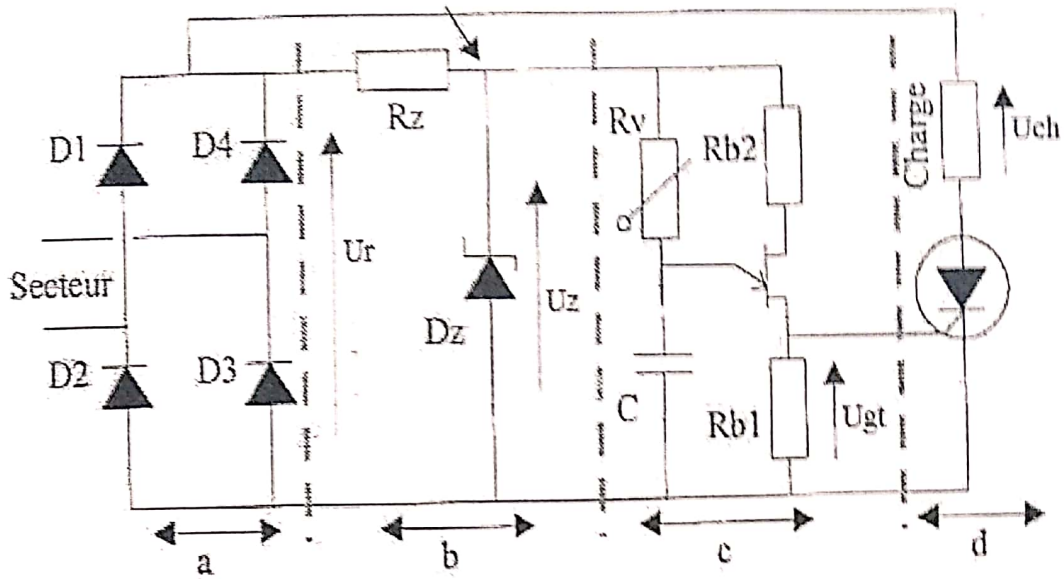 D1
D4
Secteur
D2
D3
Ur
Rz
Dz
Uz
Rv
Rb2
C
Rb1
Ugt
Charge
Uch
a
b
c
d